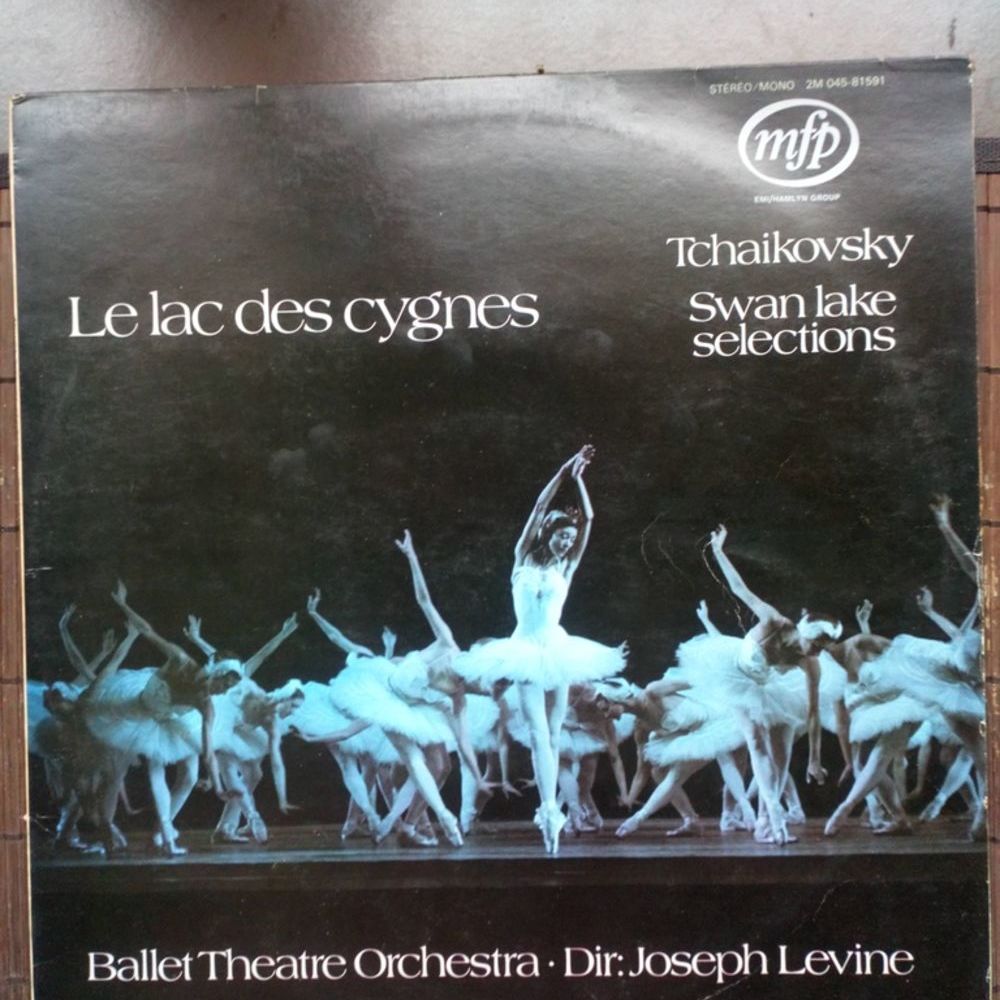 STÉRÉO/MONO 2M 045-81591
mfp
EMI/HAMLYN GROUP
Tchaikovsky
Le lac des cygnes
Swan lake
selections
Ballet Theatre Orchestra · Dir: Joseph Levine